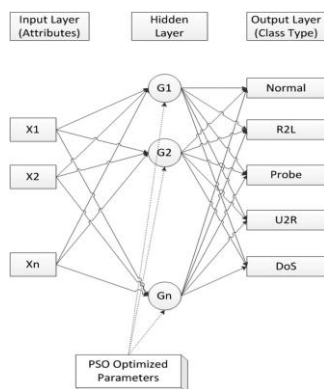 Input Layer
(Attributes)
Hidden
Layer
Output Layer
(Class Type)
G1
Normal
X1
R2L
G2
X2
Probe
U2R
Xn
DoS
Gn
PSO Optimized
Parameters